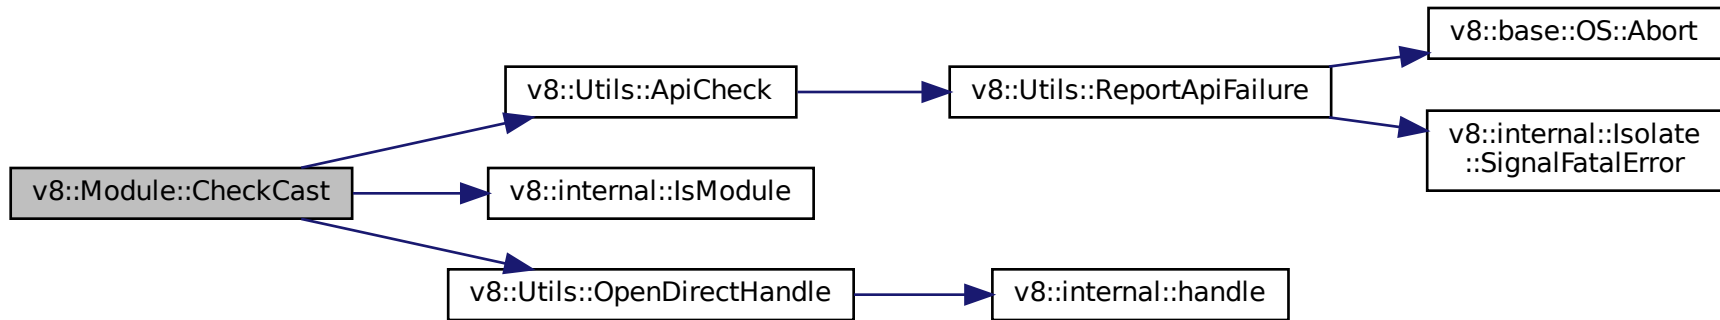 v8::base::OS::Abort
v8::Utils::ApiCheck
v8::Utils::ReportApiFailure
v8::internal::Isolate
::SignalFatalError
v8::Module::CheckCast
v8::internal::IsModule
v8::Utils::OpenDirectHandle
v8::internal::handle